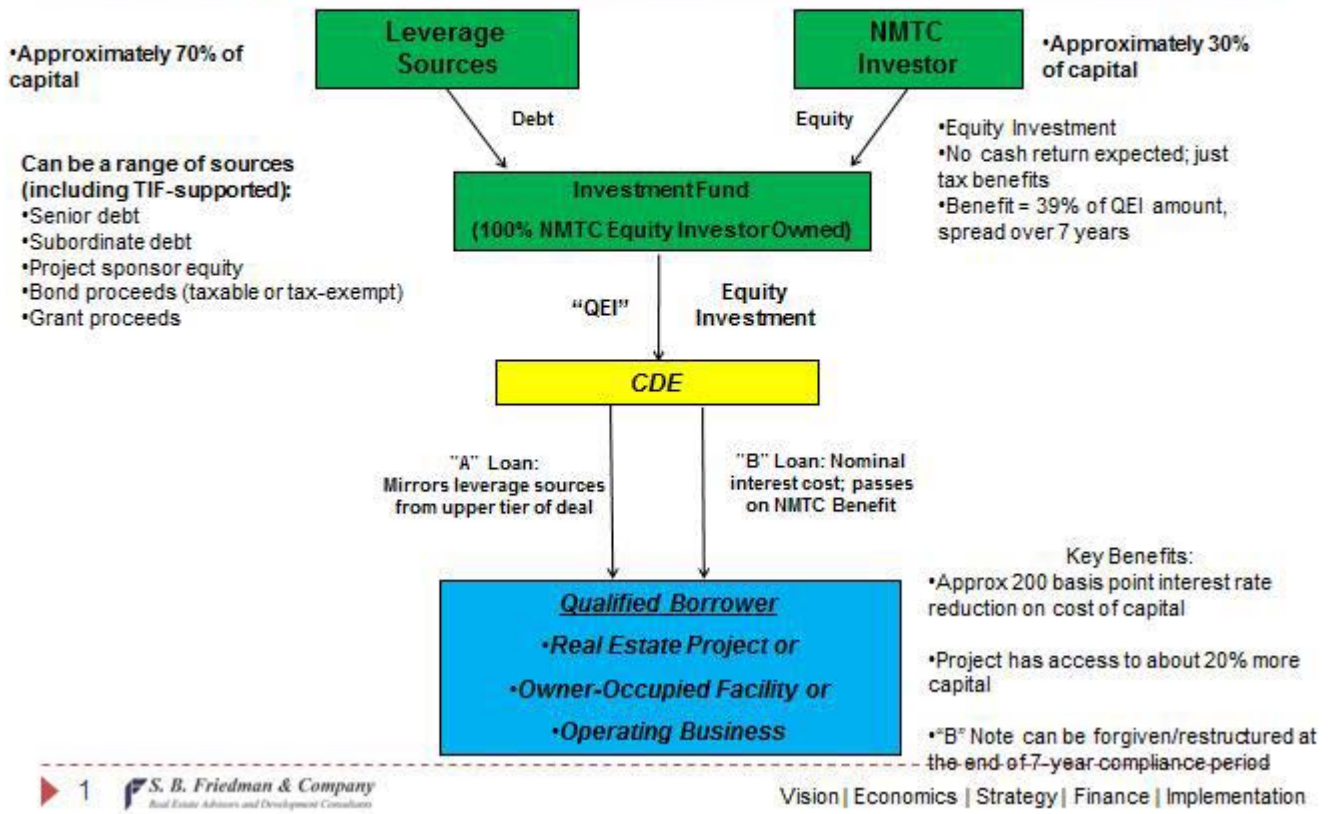 Leverage
Sources
NMTC
Investor
•Approximately 70% of
capital
•Approximately 30%
of capital
Debt
Equity
Can be a range of sources
(including TIF-supported):
•Senior debt
•Subordinate debt
•Project sponsor equity
•Bond proceeds (taxable or tax-exempt)
•Grant proceeds
Investment Fund
(100% NMTC Equity Investor Owned)
•Equity Investment
•No cash return expected; just
tax benefits
•Benefit = 39% of QEI amount,
spread over 7 years
“QEI”
Equity
Investment
CDE
"A" Loan:
Mirrors leverage sources
from upper tier of deal
"B" Loan: Nominal
interest cost; passes
on NMTC Benefit
Qualified Borrower
•Real Estate Project or
•Owner-Occupied Facility or
•Operating Business
Key Benefits:
•Approx 200 basis point interest rate
reduction on cost of capital
•Project has access to about 20% more
capital
•“B” Note can be forgiven/restructured at
the end of 7-year compliance period
1
S. B. Friedman & Company
Real Estate Advisors and Development Consultants
Vision | Economics | Strategy | Finance | Implementation